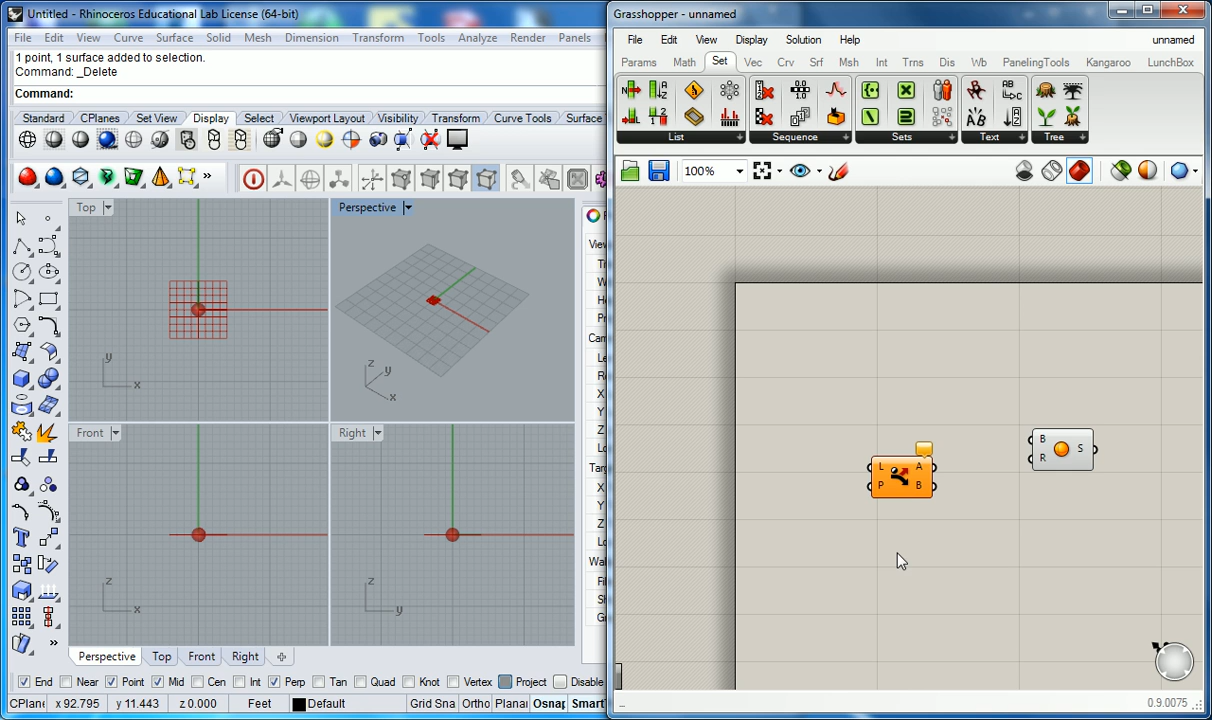 Untitled - Rhinoceros Educational Lab License (64-bit)
File Edit View Curve Surface Solid Mesh Dimension Transform Tools Analyze Render Panels
1 point, 1 surface added to selection.
Command: _Delete
Command:
Standard CPlanes Set View Display Select Viewport Layout Visibility Transform Curve Tools Surface
Top
Perspective
y
x
z
y
x
Front
Right
z
x
z
y
Perspective Top Front Right
End Near Point Mid Cen Int Perp Tan Quad Knot Vertex Project Disable
CPlane x 92.795 y 11.443 z 0.000 Feet Default Grid Sna Ortho Planar Osnap SmartT
Grasshopper - unnamed
File Edit View Display Solution Help unnamed
Params Math Set Vec Crv Srf Msh Int Trns Dis Wb PanelingTools Kangaroo LunchBox
List Sequence Sets Text Tree
100%
L A
P B
B S
R
0.9.0075